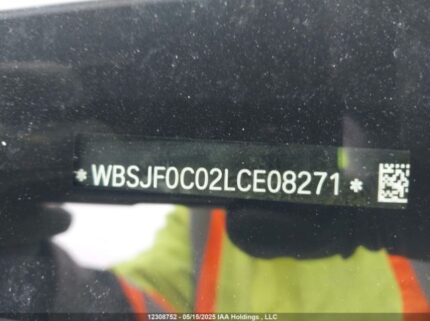 *WBSJF0C02LCE08271*
12308752 - 05/15/2025 IAA Holdings, LLC